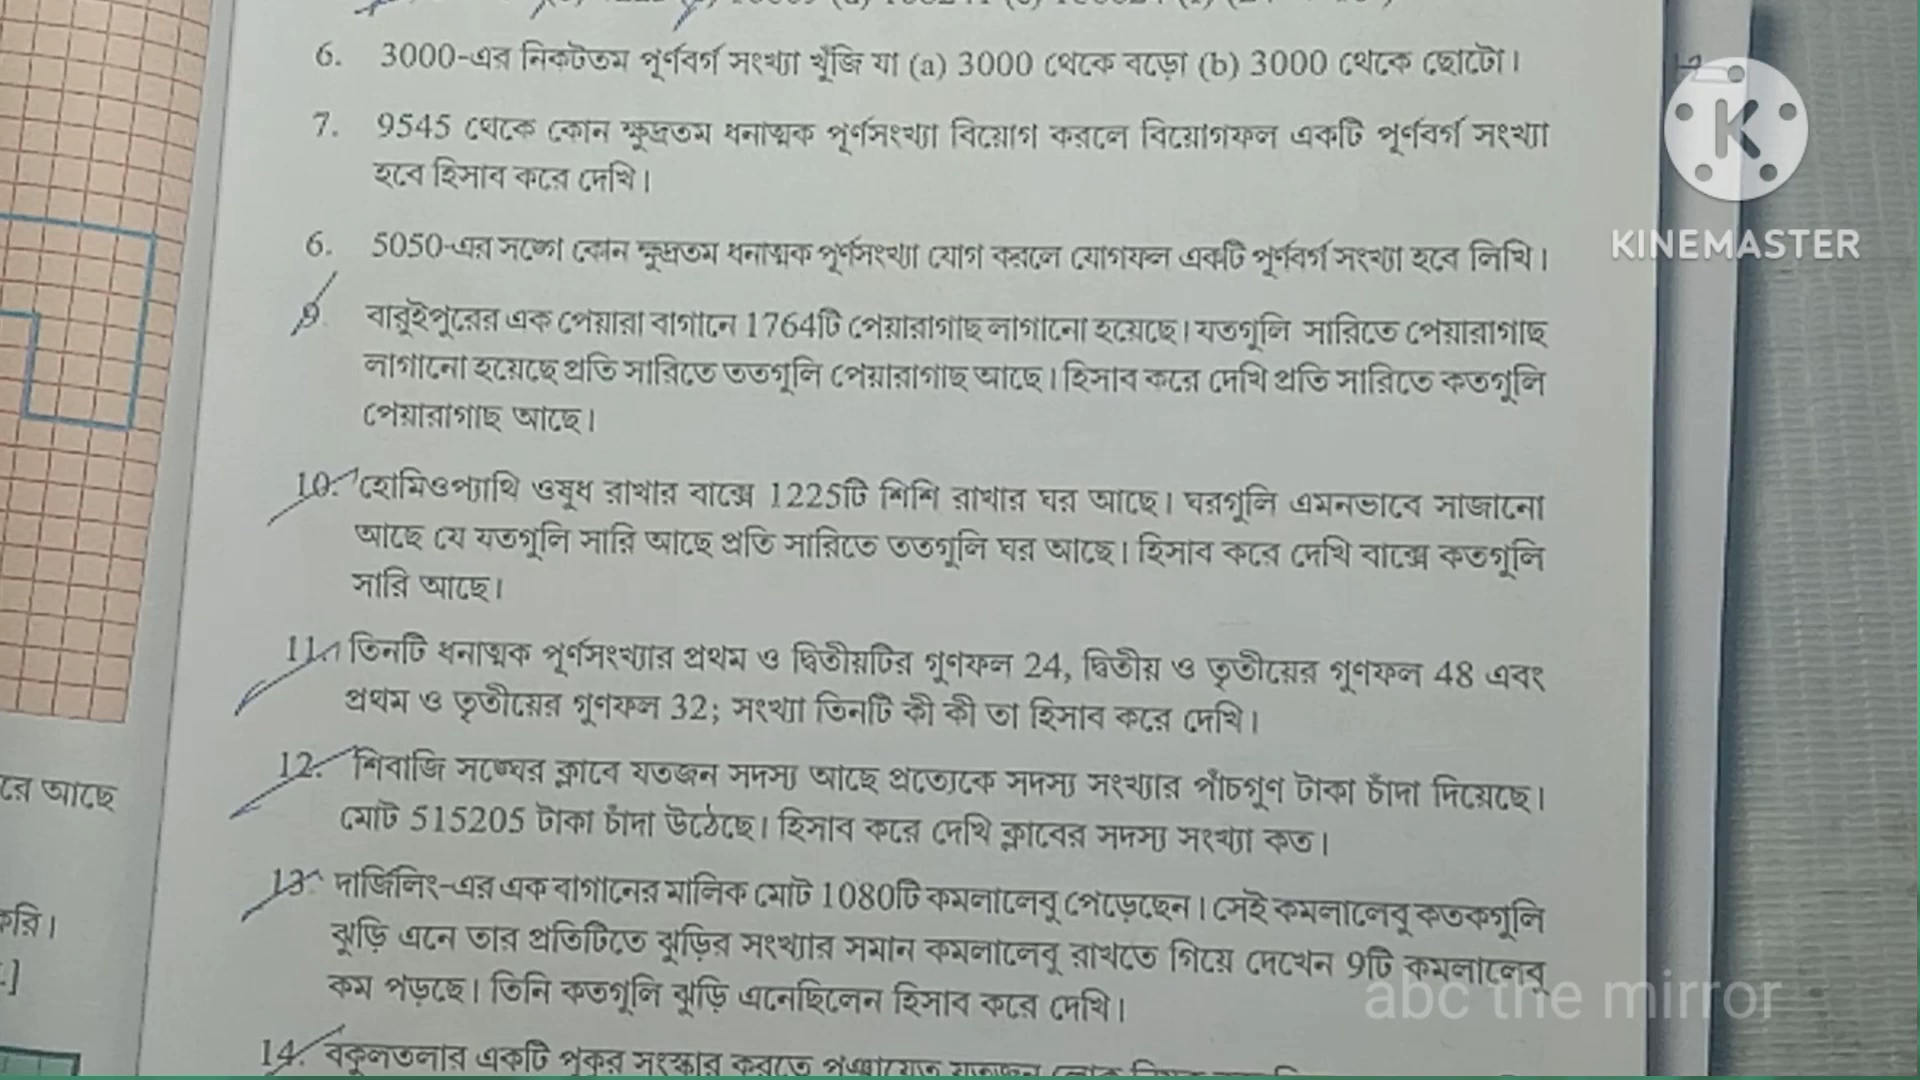 6. 3000-এর নিকটতম পূর্ণবর্গ সংখ্যা খুঁজি যা (a) 3000 থেকে বড়ো (b) 3000 থেকে ছোটো।
7. 9545 থেকে কোন ক্ষুদ্রতম ধনাত্মক পূর্ণসংখ্যা বিয়োগ করলে বিয়োগফল একটি পূর্ণবর্গ সংখ্যা
হবে হিসাব করে দেখি।
KINEMASTER
6. 5050-এর সঙ্গে কোন ক্ষুদ্রতম ধনাত্মক পূর্ণসংখ্যা যোগ করলে যোগফল একটি পূর্ণবর্গ সংখ্যা হবে লিখি।
9. বারুইপুরের এক পেয়ারা বাগানে 1764টি পেয়ারাগাছ লাগানো হয়েছে। যতগুলি সারিতে পেয়ারাগাছ
লাগানো হয়েছে প্রতি সারিতে ততগুলি পেয়ারাগাছ আছে। হিসাব করে দেখি প্রতি সারিতে কতগুলি
পেয়ারাগাছ আছে।
10. হোমিওপ্যাথি ওষুধ রাখার বাক্সে 1225টি শিশি রাখার ঘর আছে। ঘরগুলি এমনভাবে সাজানো
আছে যে যতগুলি সারি আছে প্রতি সারিতে ততগুলি ঘর আছে। হিসাব করে দেখি বাক্সে কতগুলি
সারি আছে।
11. তিনটি ধনাত্মক পূর্ণসংখ্যার প্রথম ও দ্বিতীয়টির গুণফল 24, দ্বিতীয় ও তৃতীয়ের গুণফল 48 এবং
প্রথম ও তৃতীয়ের গুণফল 32; সংখ্যা তিনটি কী কী তা হিসাব করে দেখি।
12. শিবাজি সঙ্ঘের ক্লাবে যতজন সদস্য আছে প্রত্যেকে সদস্য সংখ্যার পাঁচগুণ টাকা চাঁদা দিয়েছে।
মোট 515205 টাকা চাঁদা উঠেছে। হিসাব করে দেখি ক্লাবের সদস্য সংখ্যা কত।
রে আছে
13. দার্জিলিং-এর এক বাগানের মালিক মোট 1080টি কমলালেবু পেড়েছেন। সেই কমলালেবু কতকগুলি
ঝুড়ি এনে তার প্রতিটিতে ঝুড়ির সংখ্যার সমান কমলালেবু রাখতে গিয়ে দেখেন 9টি কমলালেবু
কম পড়ছে। তিনি কতগুলি ঝুড়ি এনেছিলেন হিসাব করে দেখি।
করি।
abc the mirror
14. বকুলতলার একটি পুকুর সংস্কার করতে পঞ্চায়েত যতজন লোক